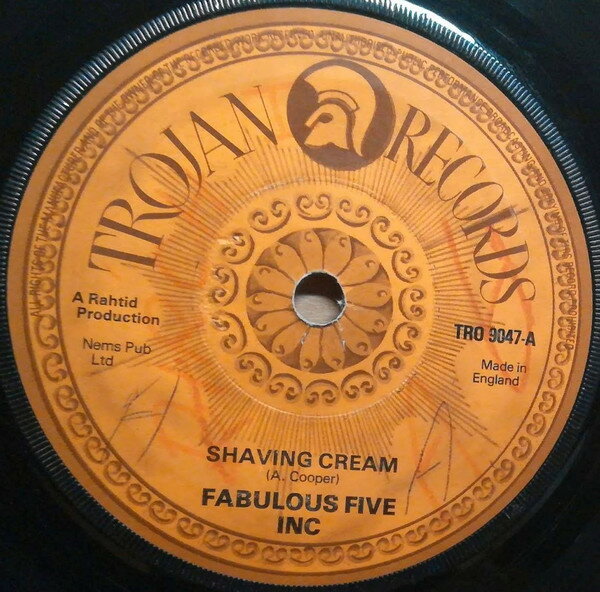 TROJAN RECORDS
A Rahtid
Production
Nems Pub
Ltd
TRO 9047-A
Made in
England
A
A
SHAVING CREAM
(A. Cooper)
FABULOUS FIVE
INC